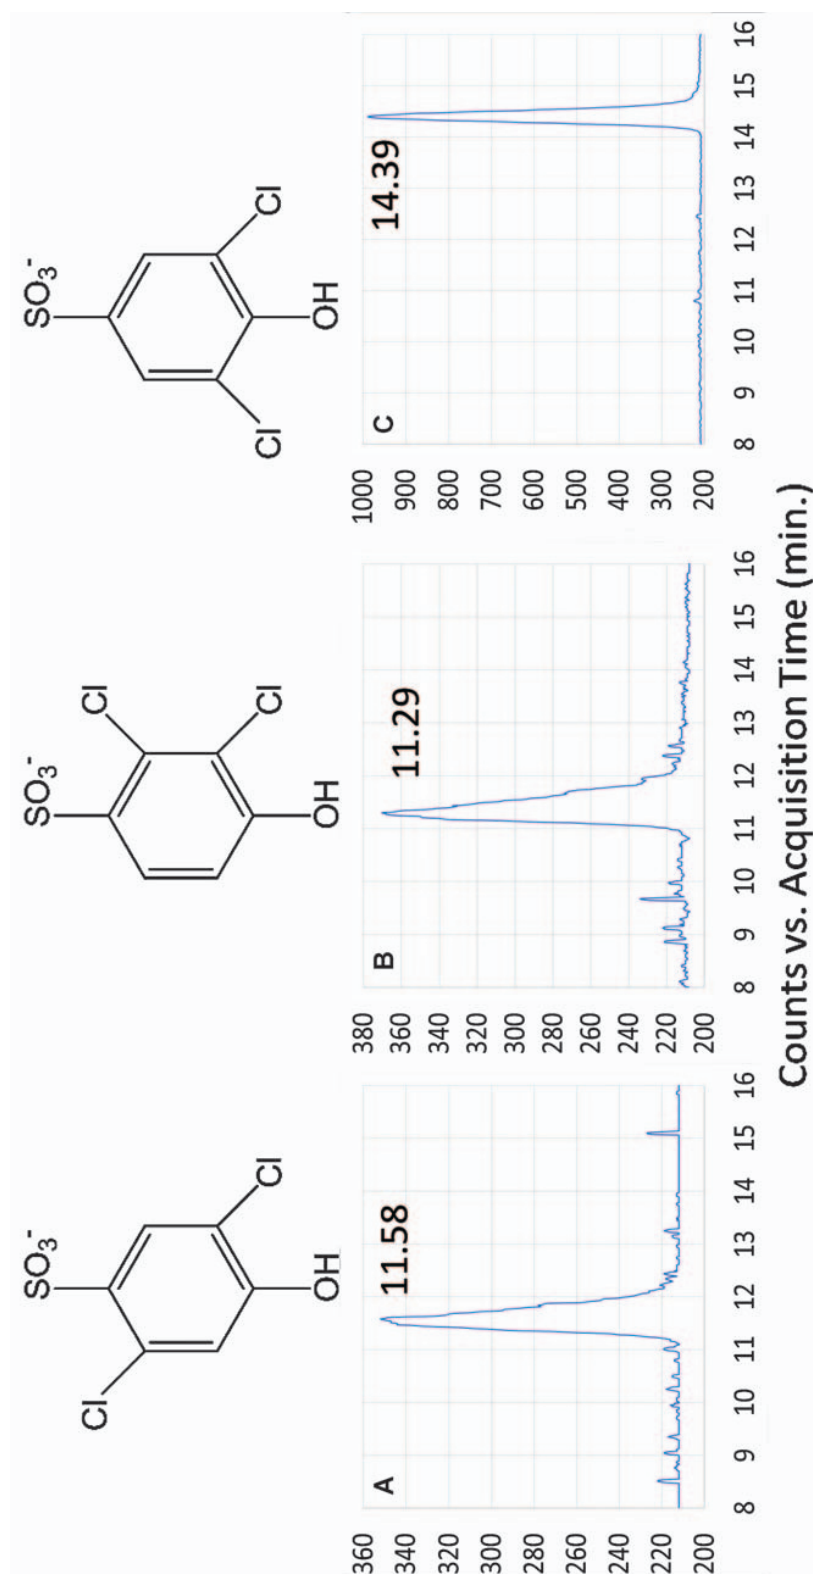 SO₃⁻
Cl
Cl
OH
SO₃⁻
Cl
Cl
OH
SO₃⁻
Cl
Cl
OH
A
11.58
360
340
320
300
280
260
240
220
200
8 9 10 11 12 13 14 15 16
B
11.29
380
360
340
320
300
280
260
240
220
200
8 9 10 11 12 13 14 15 16
C
14.39
1000
900
800
700
600
500
400
300
200
8 9 10 11 12 13 14 15 16
Counts vs. Acquisition Time (min.)